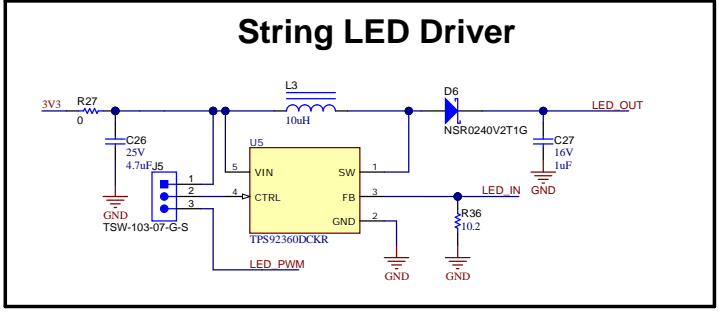 String LED Driver
L3
D6
3V3
R27
LED_OUT
0
10uH
NSR0240V2T1G
C26
25V
4.7uF
C27
16V
1uF
U5
J5
1
2
3
5
VIN
SW
1
4
CTRL
FB
3
LED_IN
GND
2
GND
GND
R36
10.2
TSW-103-07-G-S
TPS92360DCKR
LED_PWM
GND
GND